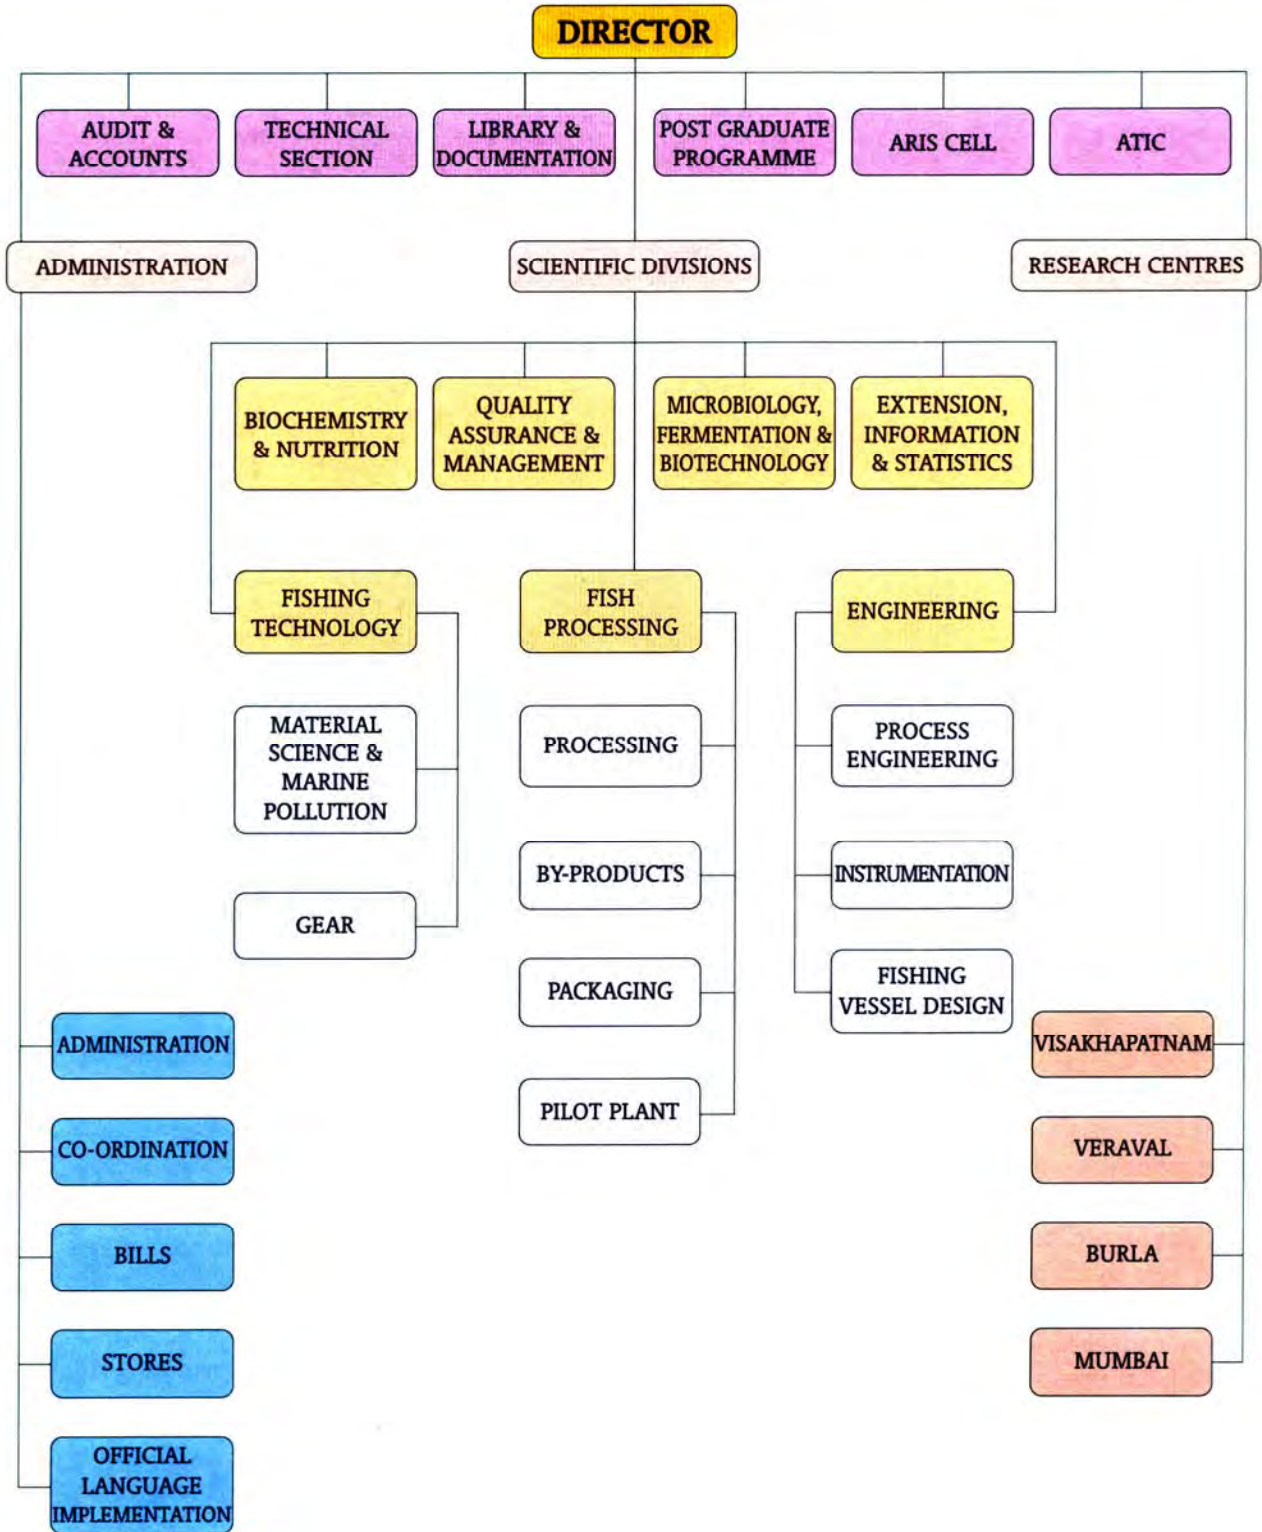 DIRECTOR
AUDIT &
ACCOUNTS
TECHNICAL
SECTION
LIBRARY &
DOCUMENTATION
POST GRADUATE
PROGRAMME
ARIS CELL
ATIC
ADMINISTRATION
SCIENTIFIC DIVISIONS
RESEARCH CENTRES
BIOCHEMISTRY
& NUTRITION
QUALITY
ASSURANCE &
MANAGEMENT
MICROBIOLOGY,
FERMENTATION &
BIOTECHNOLOGY
EXTENSION,
INFORMATION
& STATISTICS
FISHING
TECHNOLOGY
FISH
PROCESSING
ENGINEERING
MATERIAL
SCIENCE &
MARINE
POLLUTION
PROCESSING
PROCESS
ENGINEERING
BY-PRODUCTS
INSTRUMENTATION
GEAR
PACKAGING
FISHING
VESSEL DESIGN
PILOT PLANT
ADMINISTRATION
CO-ORDINATION
BILLS
STORES
OFFICIAL
LANGUAGE
IMPLEMENTATION
VISAKHAPATNAM
VERAVAL
BURLA
MUMBAI